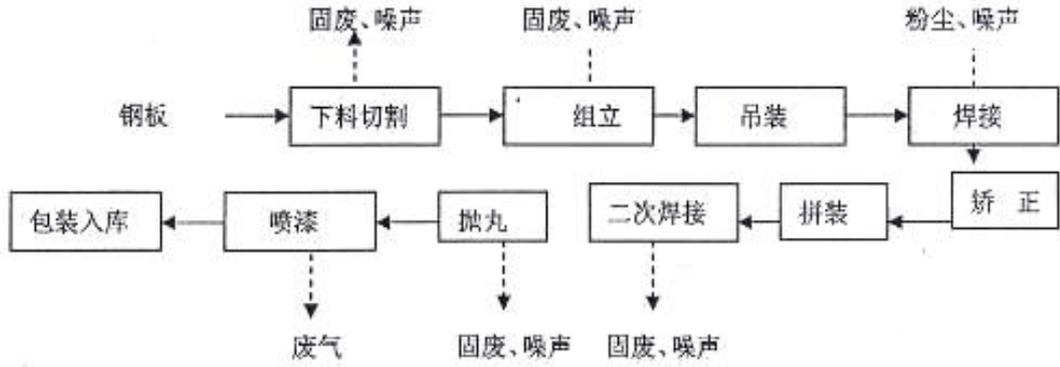 固废、噪声 固废、噪声 粉尘、噪声
钢板 下料切割 组立 吊装 焊接
包装入库 喷漆 抛丸 二次焊接 拼装 矫 正
废气 固废、噪声 固废、噪声